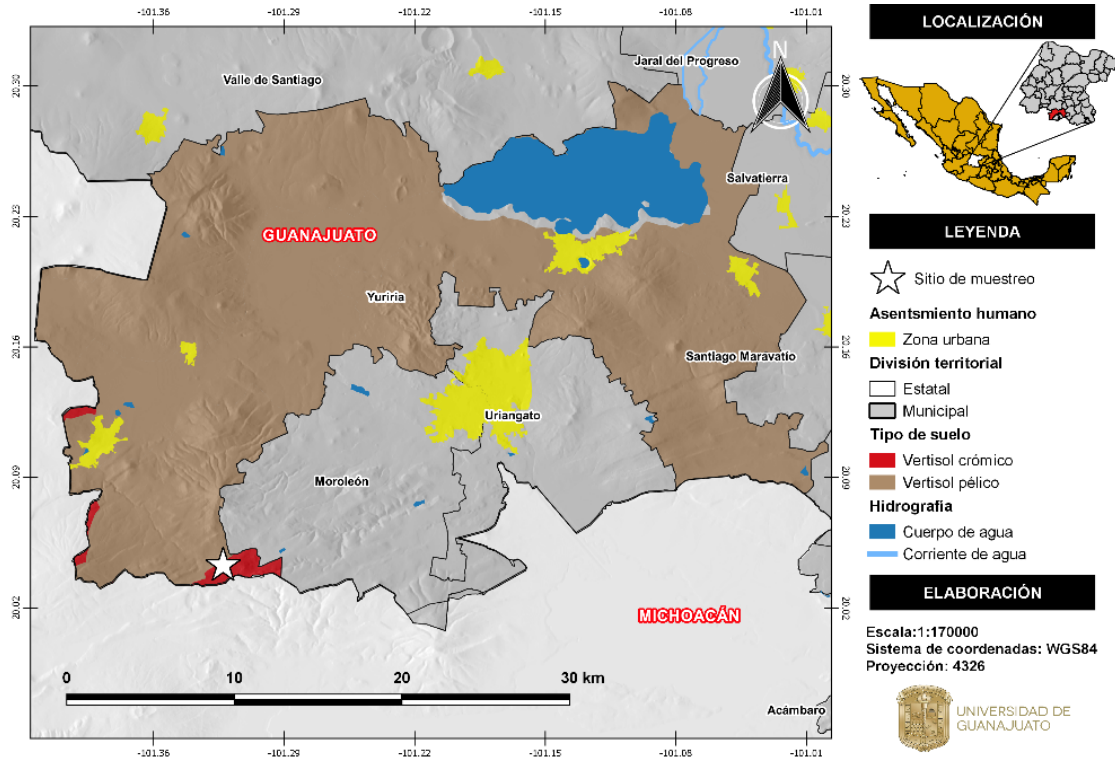 -101.36 -101.29 -101.22 -101.15 -101.08 -101.01
LOCALIZACIÓN
N
Jaral del Progreso
Valle de Santiago
20.30 20.30
Salvatierra
20.23 20.23
GUANAJUATO
LEYENDA
Sitio de muestreo
Yuriria
Asentsmiento humano
Zona urbana
20.16 20.16
Santiago Maravatío
División territorial
Estatal
Municipal
Uriangato
Tipo de suelo
Vertisol crómico
Vertisol pélico
Moroleón
20.09 20.09
Hidrografia
Cuerpo de agua
Corriente de agua
ELABORACIÓN
20.02 20.02
MICHOACÁN
Escala:1:170000
Sistema de coordenadas: WGS84
Proyección: 4326
0 10 20 30 km
Acámbaro
UNIVERSIDAD DE
GUANAJUATO
-101.36 -101.29 -101.22 -101.15 -101.08 -101.01